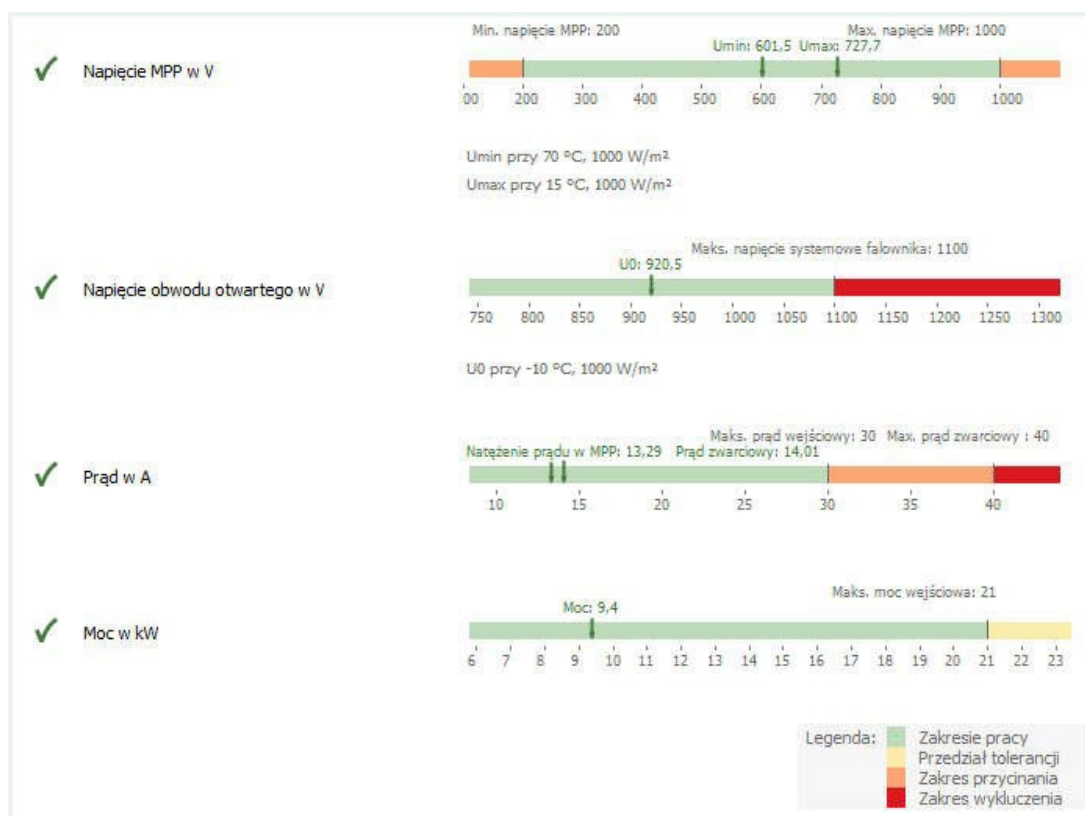 Min. napięcie MPP: 200 Max. napięcie MPP: 1000
Umin: 601,5 Umax: 727,7
Napięcie MPP w V
00 200 300 400 500 600 700 800 900 1000
Umin przy 70 ºC, 1000 W/m²
Umax przy 15 ºC, 1000 W/m²
Maks. napięcie systemowe falownika: 1100
U0: 920,5
Napięcie obwodu otwartego w V
750 800 850 900 950 1000 1050 1100 1150 1200 1250 1300
U0 przy -10 ºC, 1000 W/m²
Maks. prąd wejściowy: 30 Max. prąd zwarciowy : 40
Natężenie prądu w MPP: 13,29 Prąd zwarciowy: 14,01
Prąd w A
10 15 20 25 30 35 40
Maks. moc wejściowa: 21
Moc: 9,4
Moc w kW
6 7 8 9 10 11 12 13 14 15 16 17 18 19 20 21 22 23
Legenda: Zakresie pracy
Przedział tolerancji
Zakres przycinania
Zakres wykluczenia